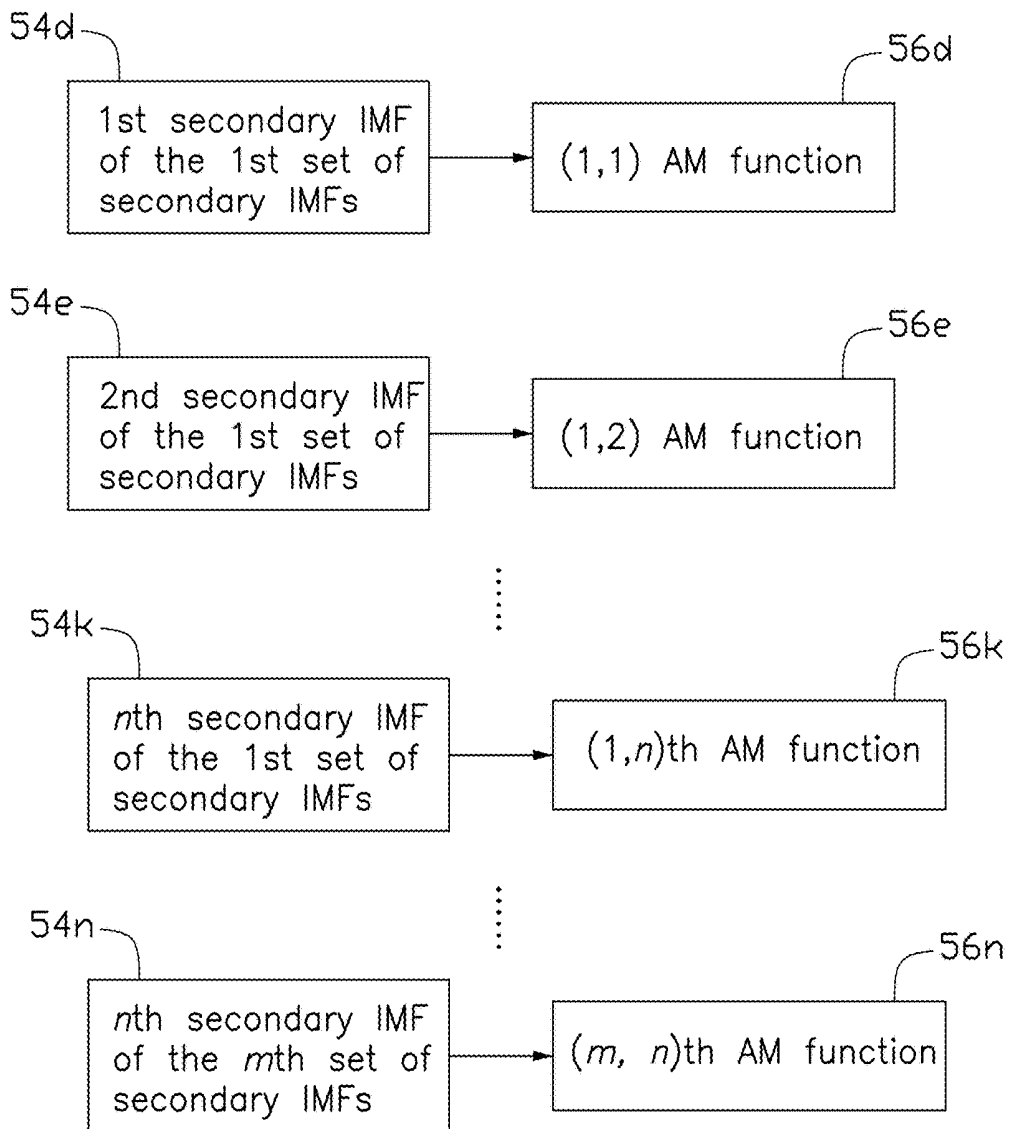 54d
56d
1st secondary IMF
of the 1st set of
secondary IMFs
(1,1) AM function
54e
56e
2nd secondary IMF
of the 1st set of
secondary IMFs
(1,2) AM function
54k
56k
nth secondary IMF
of the 1st set of
secondary IMFs
(1,n)th AM function
54n
56n
nth secondary IMF
of the mth set of
secondary IMFs
(m, n)th AM function